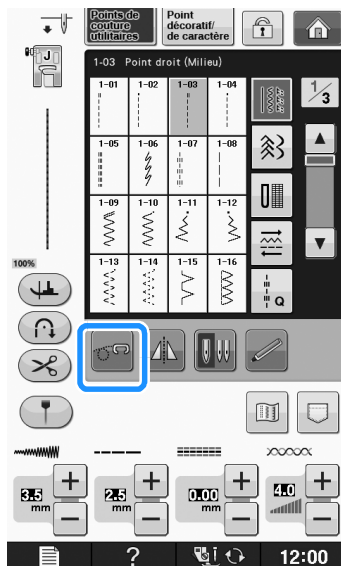 Points de couture utilitaires
Point décoratif/ de caractère
J
1-03 Point droit (Milieu)
1/3
1-01 1-02 1-03 1-04
1-05 1-06 1-07 1-08
1-09 1-10 1-11 1-12
1-13 1-14 1-15 1-16
Q
100%
3.5 mm
2.5 mm
0.00 mm
4.0
?
12:00